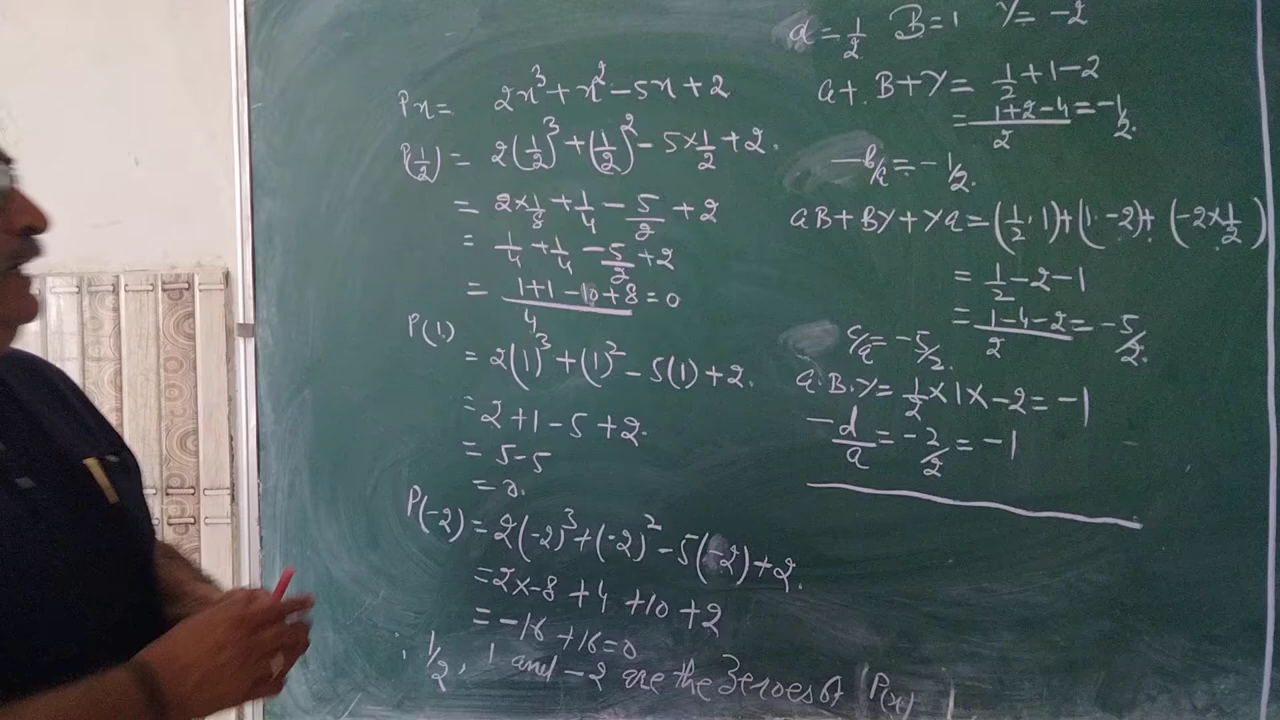 Px = 2x³ + x² - 5x + 2
P(1/2) = 2(1/2)³ + (1/2)² - 5×1/2 + 2.
= 2×1/8 + 1/4 - 5/2 + 2
= 1/4 + 1/4 - 5/2 + 2
= (1+1-10+8)/4 = 0
P(1)
= 2(1)³ + (1)² - 5(1) + 2.
= 2+1-5+2.
= 5-5
= 0.
P(-2) = 2(-2)³ + (-2)² - 5(-2) + 2.
= 2×-8 + 4 + 10 + 2
= -16 + 16 = 0
∴ 1/2, 1 and -2 are the Zeroes of P(x)
α = 1/2 B = 1 γ = -2
α + B + γ = 1/2 + 1 - 2
= (1+2-4)/2 = -1/2.
-b/a = -1/2.
αB + Bγ + γα = (1/2 · 1) + (1 · -2) + (-2×1/2)
= 1/2 - 2 - 1
= (1-4-2)/2 = -5/2.
c/a = -5/2.
α·B·γ = 1/2 × 1 × -2 = -1
-d/a = -2/2 = -1